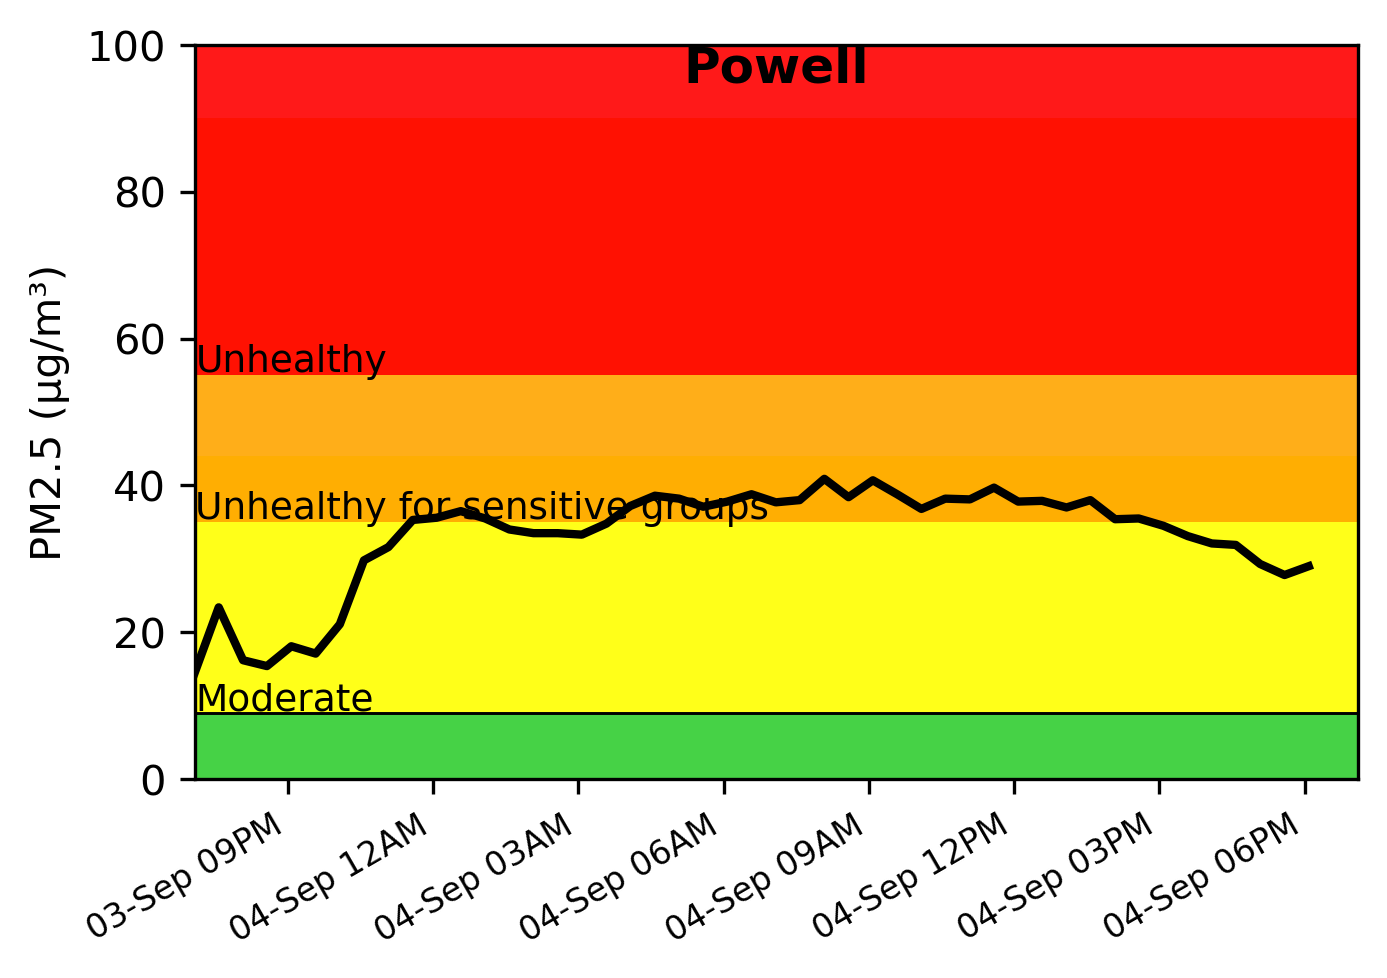 Powell
PM2.5 (µg/m³)
100
80
60
40
20
0
Unhealthy
Unhealthy for sensitive groups
Moderate
03-Sep 09PM
04-Sep 12AM
04-Sep 03AM
04-Sep 06AM
04-Sep 09AM
04-Sep 12PM
04-Sep 03PM
04-Sep 06PM